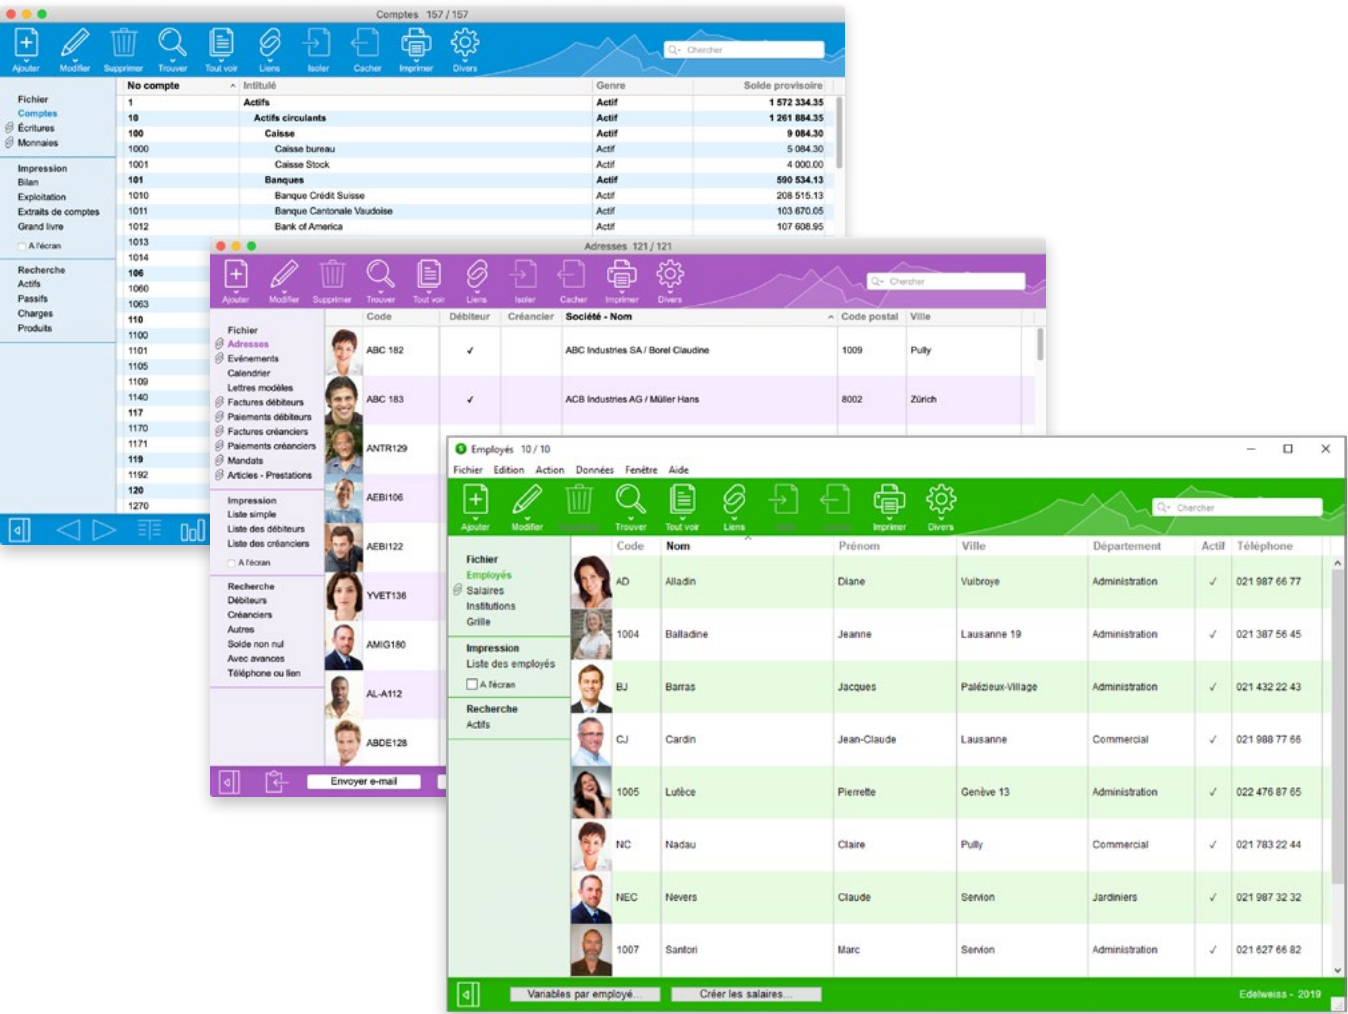 Comptes 157 / 157
Ajouter Modifier Supprimer Trouver Tout voir Liens Isoler Cacher Imprimer Divers
Chercher
No compte Intitulé Genre Solde provisoire
Fichier
Comptes
Écritures
Monnaies
Impression
Bilan
Exploitation
Extraits de comptes
Grand livre
A l'écran
Recherche
Actifs
Passifs
Charges
Produits
1 Actifs Actif 1 572 334.35
10 Actifs circulants Actif 1 261 884.35
100 Caisse Actif 9 084.30
1000 Caisse bureau Actif 5 084.30
1001 Caisse Stock Actif 4 000.00
101 Banques Actif 590 534.13
1010 Banque Crédit Suisse Actif 208 515.13
1011 Banque Cantonale Vaudoise Actif 103 670.05
1012 Bank of America Actif 107 608.95
1013
1014
106
1060
1063
110
1100
1101
1105
1109
1140
117
1170
1171
119
1192
120
1270
Adresses 121 / 121
Ajouter Modifier Supprimer Trouver Tout voir Liens Isoler Cacher Imprimer Divers
Chercher
Code Débiteur Créancier Société - Nom Code postal Ville
Fichier
Adresses
Evénements
Calendrier
Lettres modèles
Factures débiteurs
Paiements débiteurs
Factures créanciers
Paiements créanciers
Mandats
Articles - Prestations
Impression
Liste simple
Liste des débiteurs
Liste des créanciers
A l'écran
Recherche
Débiteurs
Créanciers
Autres
Solde non nul
Avec avances
Téléphone ou lien
ABC 182 ✓ ABC Industries SA / Borel Claudine 1009 Pully
ABC 183 ✓ ACB Industries AG / Müller Hans 8002 Zürich
ANTR129
AEBI106
AEBI122
YVET136
AMIG180
AL-A112
ABDE128
Envoyer e-mail
Employés 10 / 10
Fichier Edition Action Données Fenêtre Aide
Ajouter Modifier Trouver Tout voir Liens Imprimer Divers
Chercher
Code Nom Prénom Ville Département Actif Téléphone
Fichier
Employés
Salaires
Institutions
Grille
Impression
Liste des employés
A l'écran
Recherche
Actifs
AD Alladin Diane Vuibroye Administration ✓ 021 987 66 77
1004 Balladine Jeanne Lausanne 19 Administration ✓ 021 387 56 45
BJ Barras Jacques Palézieux-Village Administration ✓ 021 432 22 43
CJ Cardin Jean-Claude Lausanne Commercial ✓ 021 988 77 66
1005 Lutèce Pierrette Genève 13 Administration ✓ 022 476 87 65
NC Nadau Claire Pully Commercial ✓ 021 783 22 44
NEC Nevers Claude Servion Jardiniers ✓ 021 987 32 32
1007 Santori Marc Servion Administration ✓ 021 627 66 82
Variables par employé... Créer les salaires... Edelweiss - 2019